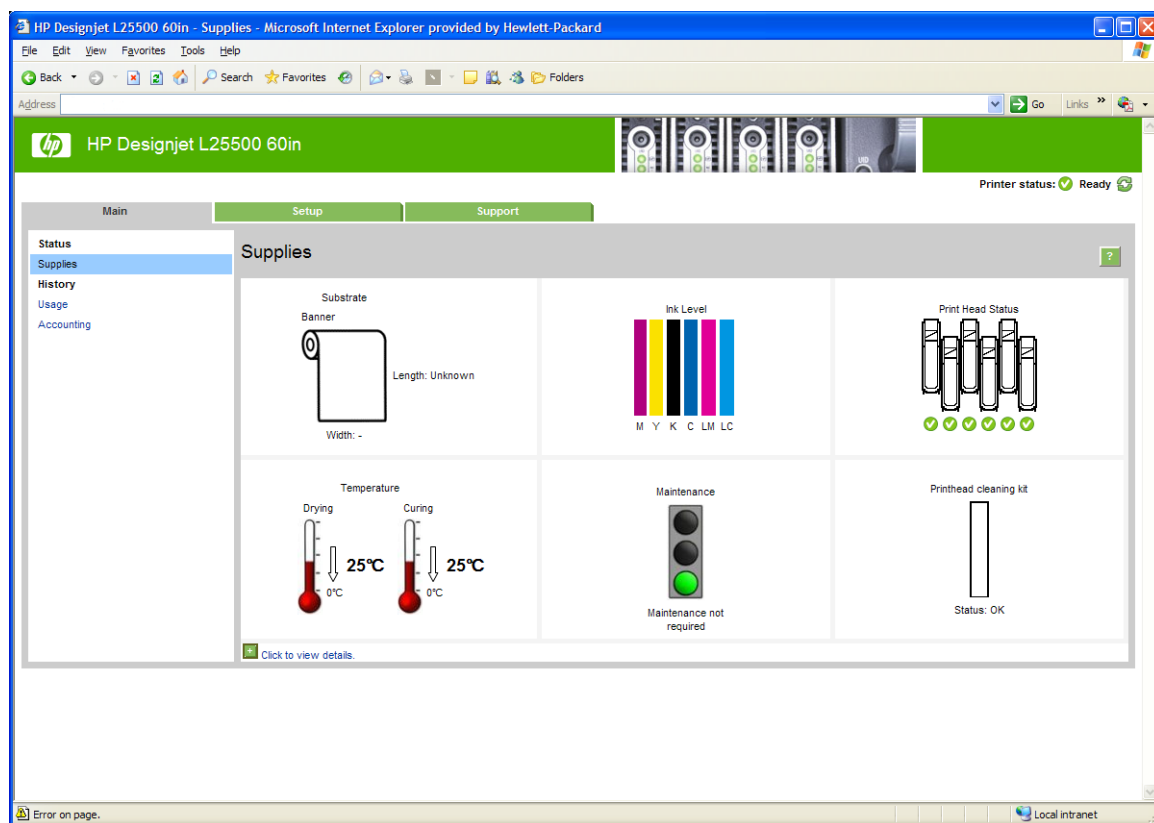 HP Designjet L25500 60in - Supplies - Microsoft Internet Explorer provided by Hewlett-Packard
File Edit View Favorites Tools Help
Back Search Favorites Folders
Address Go Links »
hp HP Designjet L25500 60in
UID
Printer status: Ready
Main Setup Support
Status
Supplies
History
Usage
Accounting
Supplies
?
Substrate
Banner
Length: Unknown
Width: -
Ink Level
M Y K C LM LC
Print Head Status
Temperature
Drying Curing
25°C 25°C
0°C 0°C
Maintenance
Maintenance not
required
Printhead cleaning kit
Status: OK
Click to view details.
Error on page. Local intranet